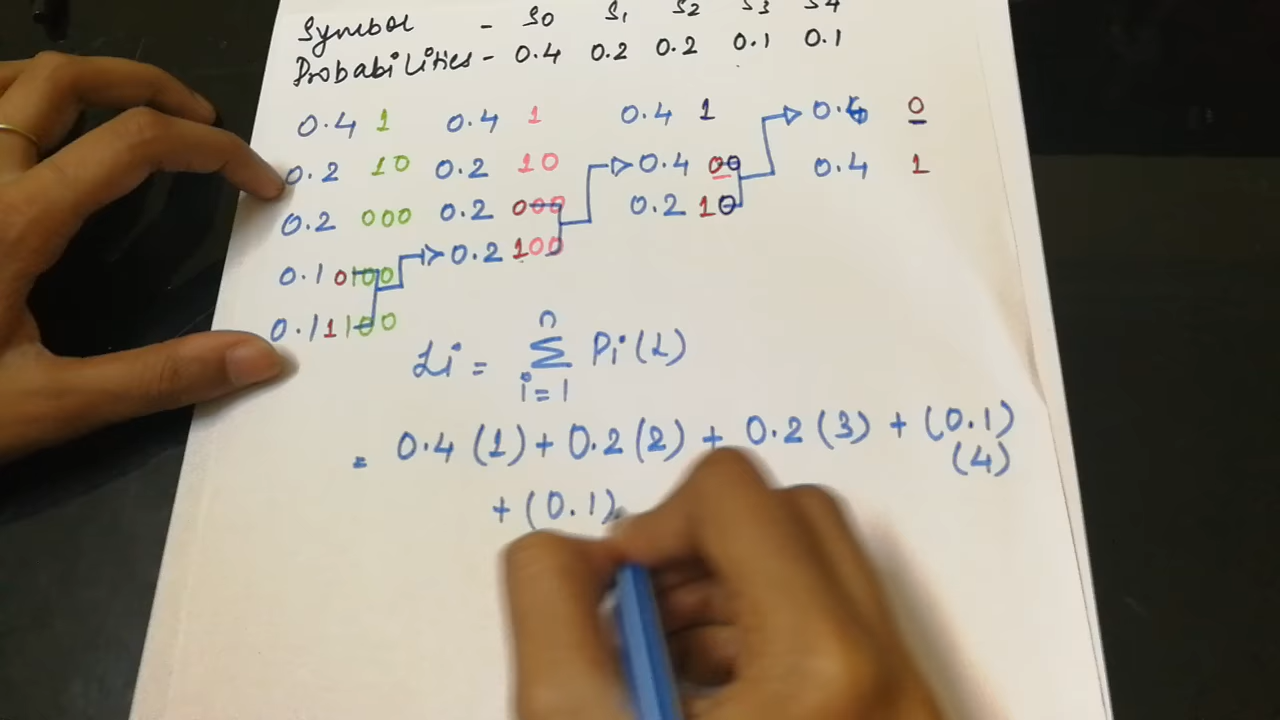 Symbol - S0 S1 S2 S3 S4
Probabilities - 0.4 0.2 0.2 0.1 0.1
0.4 1 0.4 1 0.4 1 0.6 0
0.2 10 0.2 10 0.4 00 0.4 1
0.2 000 0.2 000 0.2 10
0.1 0100 0.2 100
0.1 1100
Li = n Σ i=1 Pi(L)
= 0.4 (1) + 0.2 (2) + 0.2 (3) + (0.1)
(4)
+ (0.1)